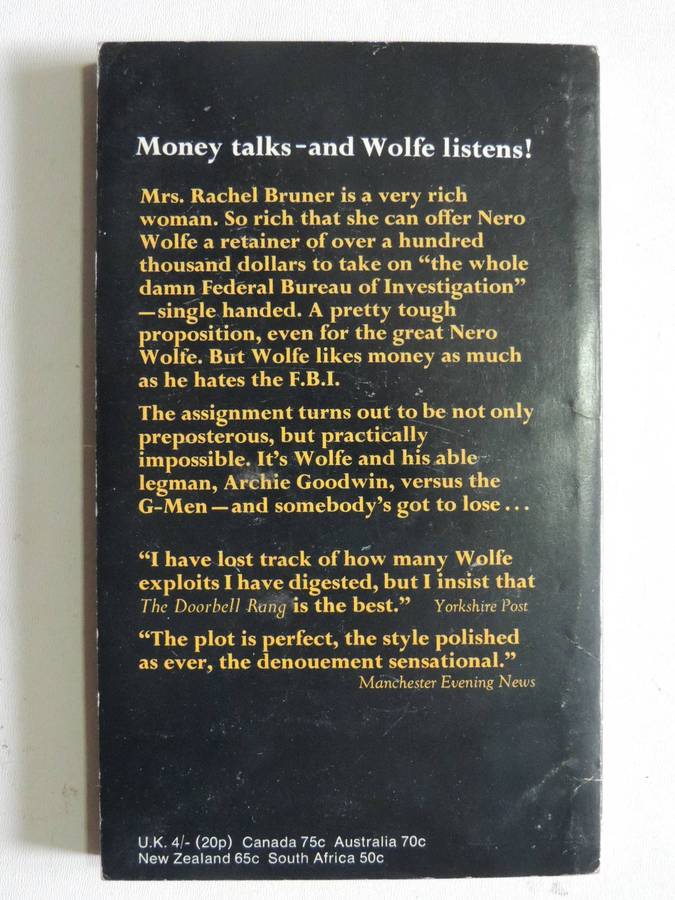 Money talks-and Wolfe listens!
Mrs. Rachel Bruner is a very rich
woman. So rich that she can offer Nero
Wolfe a retainer of over a hundred
thousand dollars to take on “the whole
damn Federal Bureau of Investigation”
—single handed. A pretty tough
proposition, even for the great Nero
Wolfe. But Wolfe likes money as much
as he hates the F.B.I.
The assignment turns out to be not only
preposterous, but practically
impossible. It’s Wolfe and his able
legman, Archie Goodwin, versus the
G-Men—and somebody’s got to lose...
“I have lost track of how many Wolfe
exploits I have digested, but I insist that
The Doorbell Rang is the best.” Yorkshire Post
“The plot is perfect, the style polished
as ever, the denouement sensational.”
Manchester Evening News
U.K. 4/- (20p) Canada 75c Australia 70c
New Zealand 65c South Africa 50c